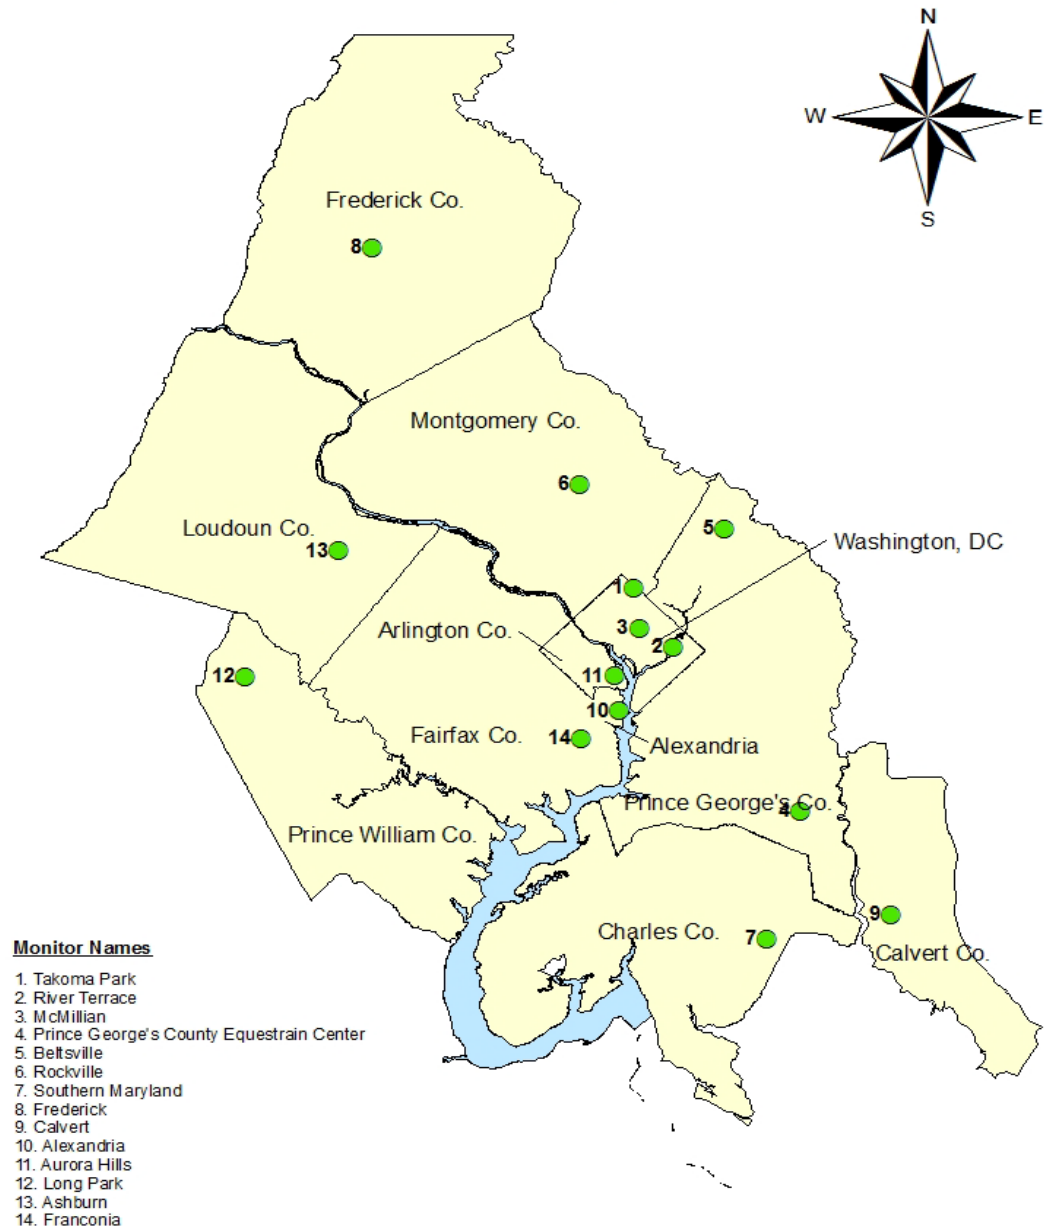 N
W E
S
Frederick Co.
8
Montgomery Co.
6
Loudoun Co.
13
5
Washington, DC
1
Arlington Co.
3
2
12
11
10
Fairfax Co.
14
Alexandria
Prince George's Co.
4
Prince William Co.
9
Charles Co.
7
Calvert Co.
Monitor Names
1. Takoma Park
2. River Terrace
3. McMillian
4. Prince George's County Equestrain Center
5. Beltsville
6. Rockville
7. Southern Maryland
8. Frederick
9. Calvert
10. Alexandria
11. Aurora Hills
12. Long Park
13. Ashburn
14. Franconia